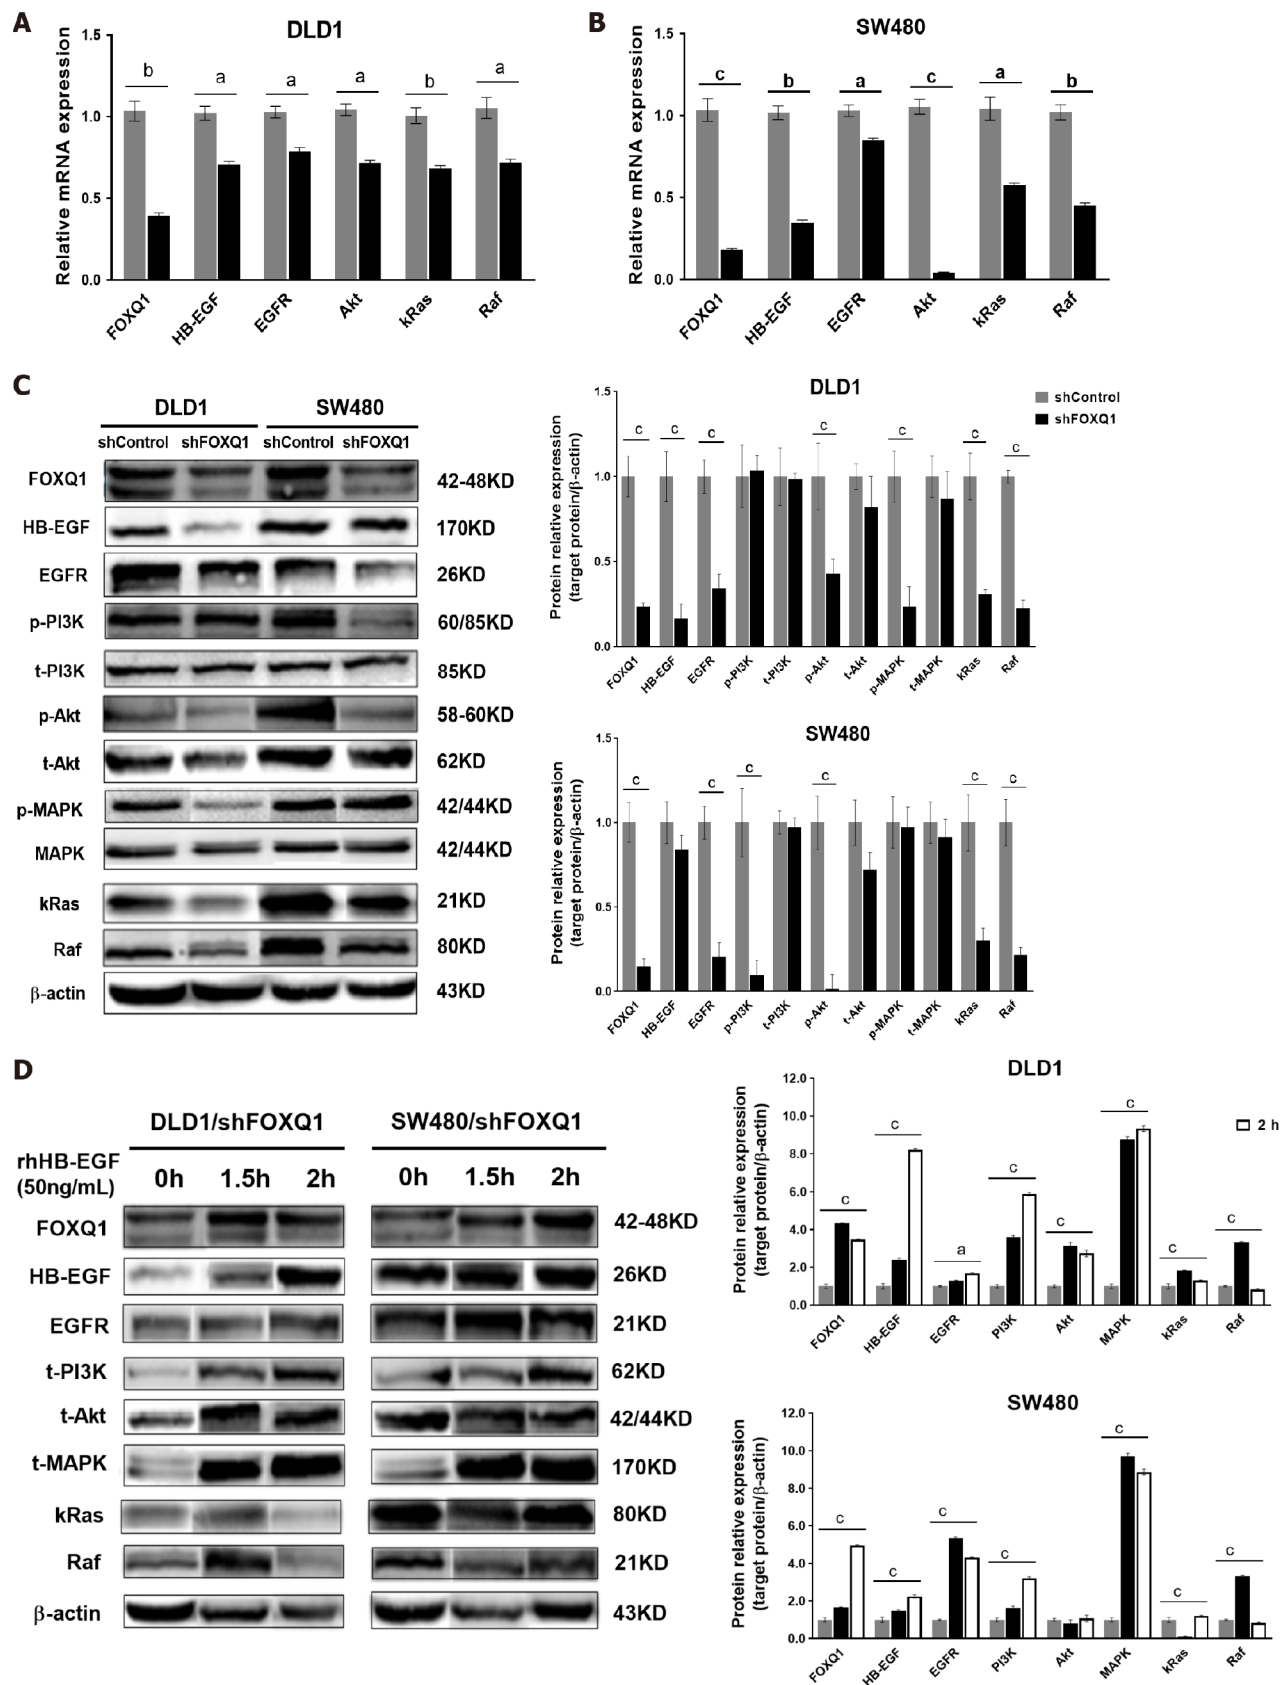 A
DLD1
Relative mRNA expression
1.5
1.0
0.5
0.0
b
a
a
a
b
a
FOXQ1
HB-EGF
EGFR
Akt
kRas
Raf
B
SW480
Relative mRNA expression
1.5
1.0
0.5
0.0
c
b
a
c
a
b
FOXQ1
HB-EGF
EGFR
Akt
kRas
Raf
C
DLD1 SW480
shControl shFOXQ1 shControl shFOXQ1
FOXQ1 42-48KD
HB-EGF 170KD
EGFR 26KD
p-PI3K 60/85KD
t-PI3K 85KD
p-Akt 58-60KD
t-Akt 62KD
p-MAPK 42/44KD
MAPK 42/44KD
kRas 21KD
Raf 80KD
β-actin 43KD
DLD1
shControl
shFOXQ1
Protein relative expression
(target protein/β-actin)
1.5
1.0
0.5
0.0
c
c
c
c
c
c
c
FOXQ1
HB-EGF
EGFR
p-PI3K
t-PI3K
p-Akt
t-Akt
p-MAPK
t-MAPK
kRas
Raf
SW480
Protein relative expression
(target protein/β-actin)
1.5
1.0
0.5
0.0
c
c
c
c
c
c
FOXQ1
HB-EGF
EGFR
p-PI3K
t-PI3K
p-Akt
t-Akt
p-MAPK
t-MAPK
kRas
Raf
D
DLD1/shFOXQ1 SW480/shFOXQ1
rhHB-EGF
(50ng/mL)
0h 1.5h 2h 0h 1.5h 2h
FOXQ1 42-48KD
HB-EGF 26KD
EGFR 21KD
t-PI3K 62KD
t-Akt 42/44KD
t-MAPK 170KD
kRas 80KD
Raf 21KD
β-actin 43KD
DLD1
2 h
Protein relative expression
(target protein/β-actin)
12.0
10.0
8.0
6.0
4.0
2.0
0.0
c
c
a
c
c
c
c
c
FOXQ1
HB-EGF
EGFR
PI3K
Akt
MAPK
kRas
Raf
SW480
Protein relative expression
(target protein/β-actin)
12.0
10.0
8.0
6.0
4.0
2.0
0.0
c
c
c
c
c
c
c
FOXQ1
HB-EGF
EGFR
PI3K
Akt
MAPK
kRas
Raf